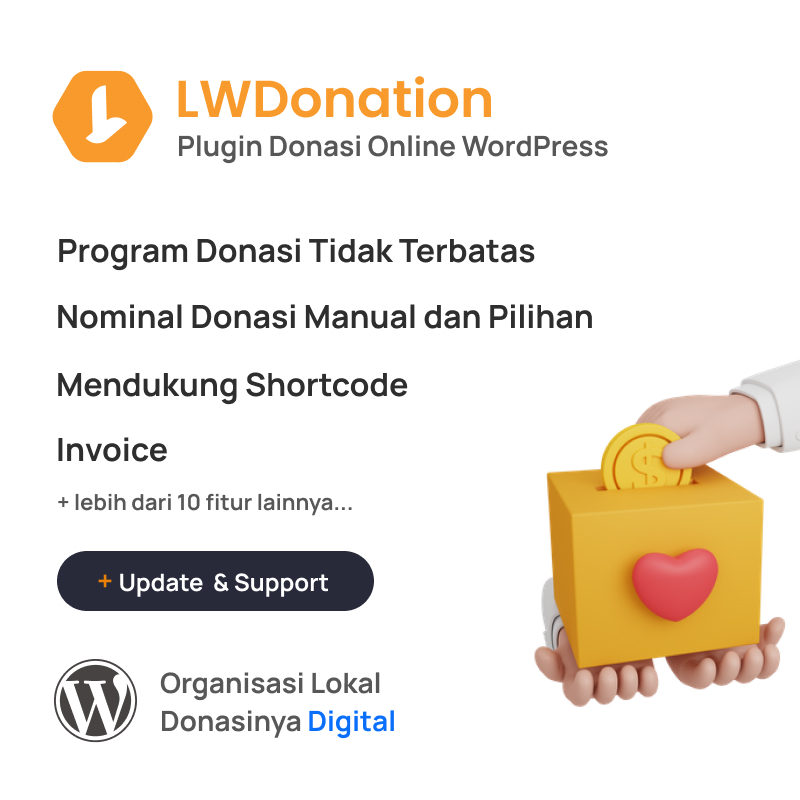 LWDonation
Plugin Donasi Online WordPress
Program Donasi Tidak Terbatas
Nominal Donasi Manual dan Pilihan
Mendukung Shortcode
Invoice
+ lebih dari 10 fitur lainnya...
+ Update & Support
Organisasi Lokal
Donasinya Digital